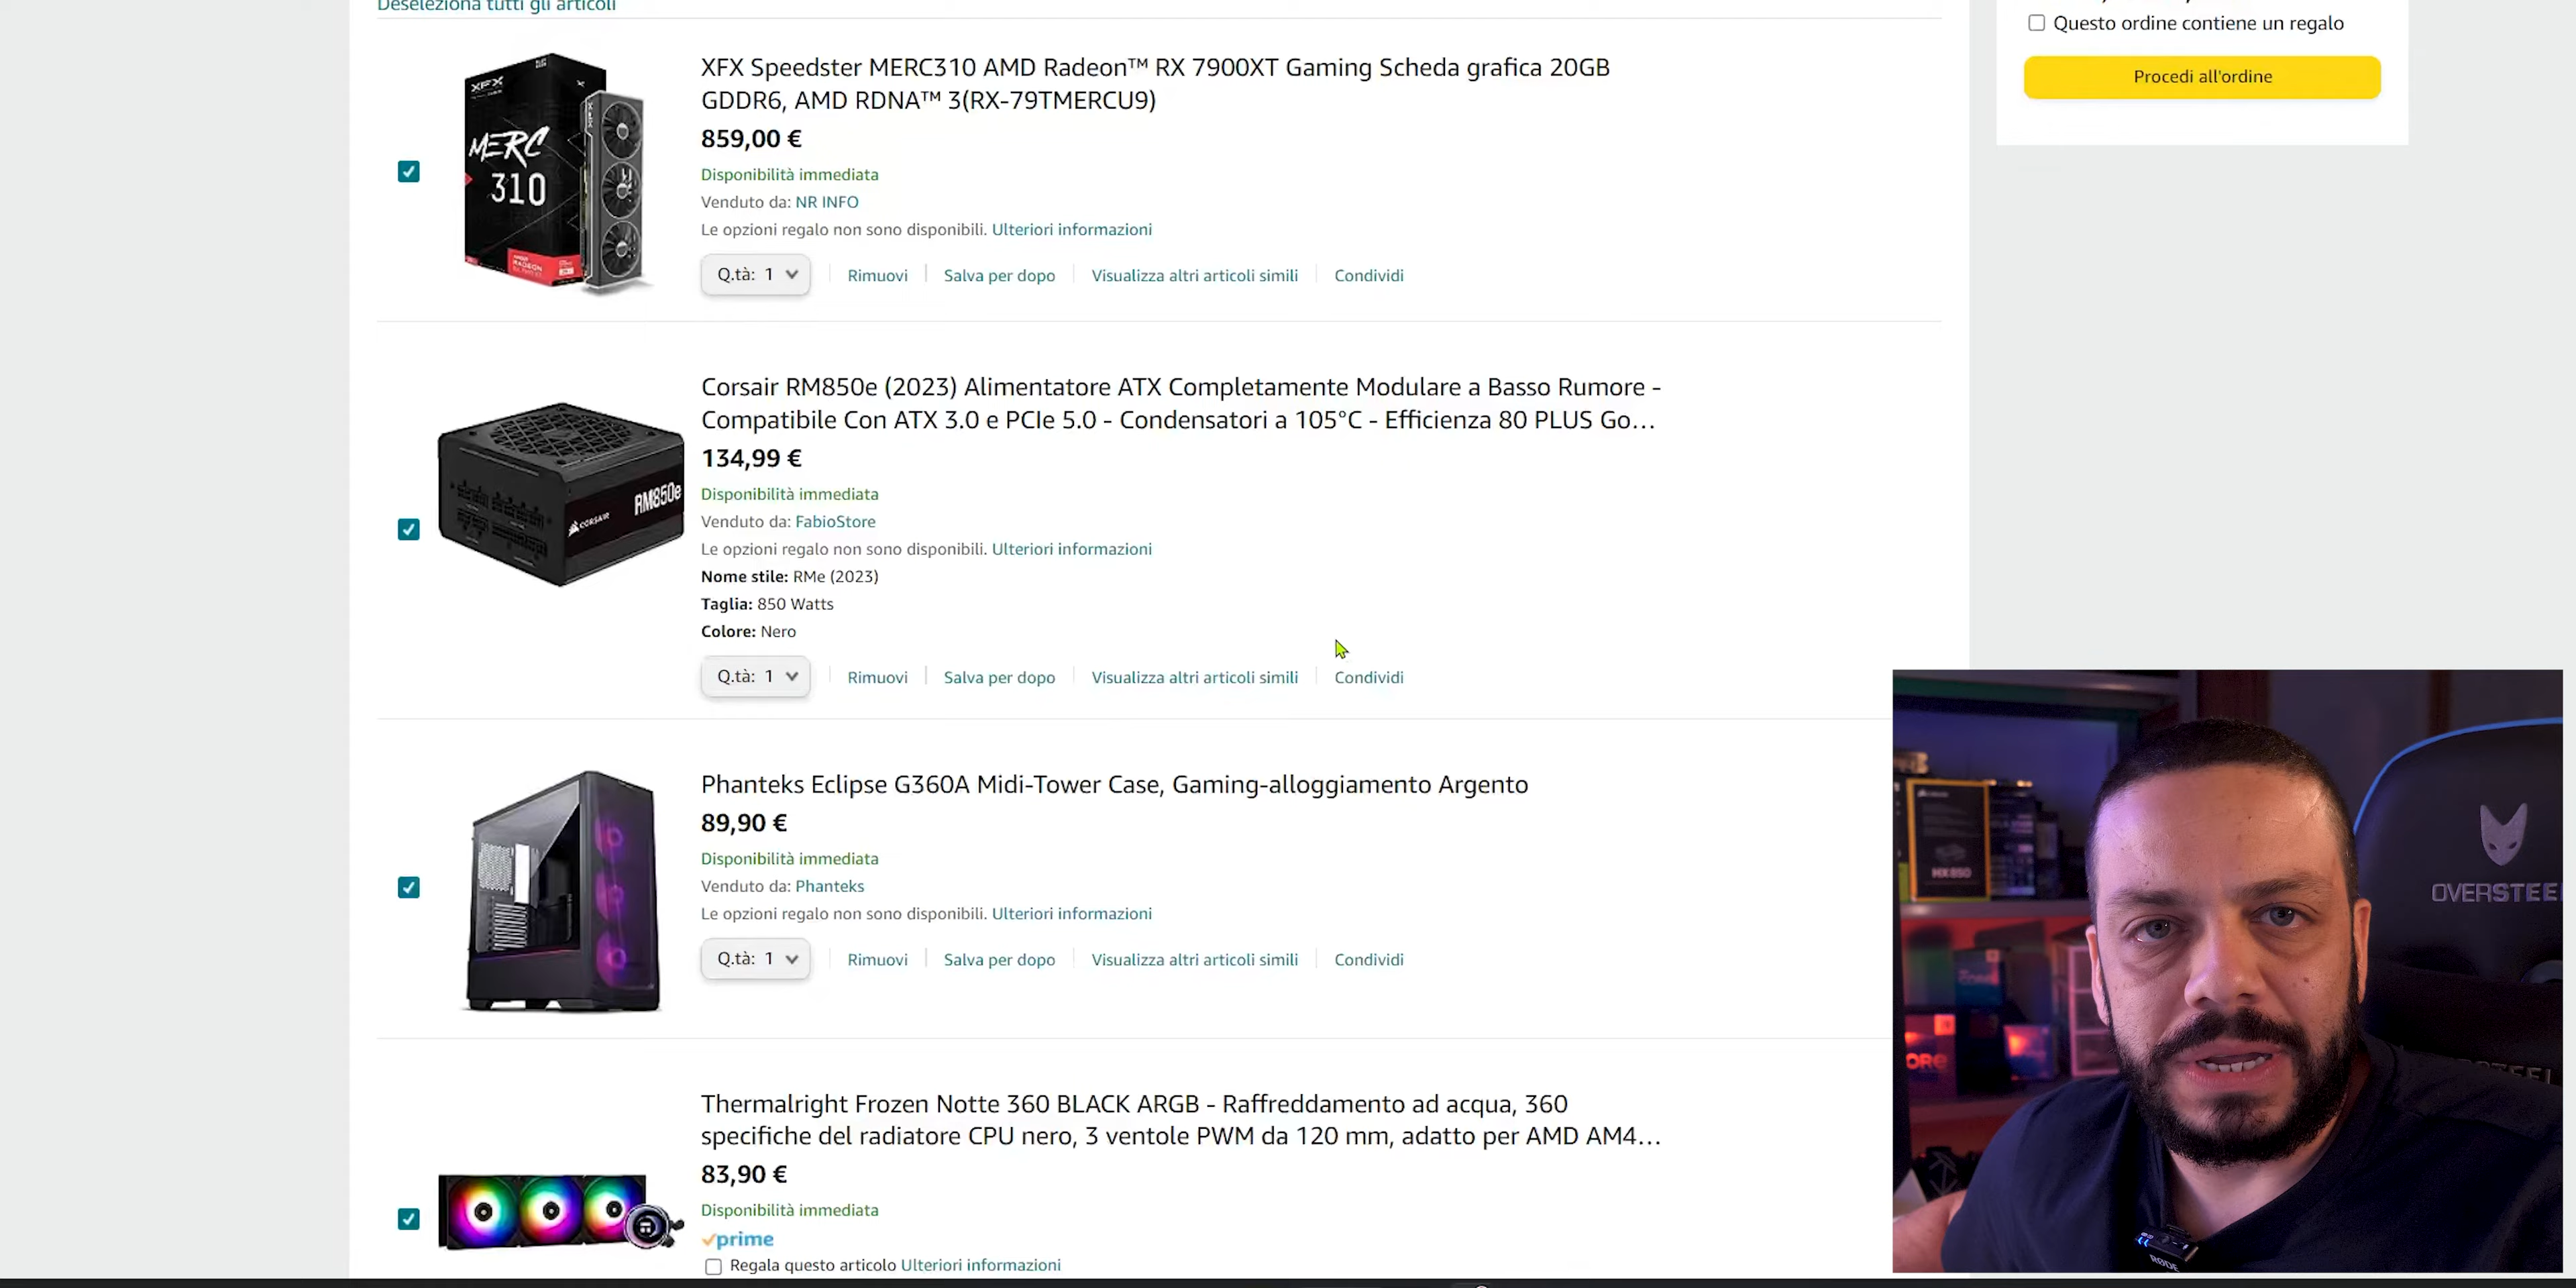 Deseleziona tutti gli articoli
Questo ordine contiene un regalo
Procedi all'ordine
XFX
MERC
310
XFX Speedster MERC310 AMD Radeon™ RX 7900XT Gaming Scheda grafica 20GB
GDDR6, AMD RDNA™ 3(RX-79TMERCU9)
859,00 €
Disponibilità immediata
Venduto da: NR INFO
Le opzioni regalo non sono disponibili. Ulteriori informazioni
Q.tà: 1
Rimuovi
Salva per dopo
Visualizza altri articoli simili
Condividi
CORSAIR
RM850e
Corsair RM850e (2023) Alimentatore ATX Completamente Modulare a Basso Rumore -
Compatibile Con ATX 3.0 e PCIe 5.0 - Condensatori a 105°C - Efficienza 80 PLUS Go…
134,99 €
Disponibilità immediata
Venduto da: FabioStore
Le opzioni regalo non sono disponibili. Ulteriori informazioni
Nome stile: RMe (2023)
Taglia: 850 Watts
Colore: Nero
Q.tà: 1
Rimuovi
Salva per dopo
Visualizza altri articoli simili
Condividi
Phanteks Eclipse G360A Midi-Tower Case, Gaming-alloggiamento Argento
89,90 €
Disponibilità immediata
Venduto da: Phanteks
Le opzioni regalo non sono disponibili. Ulteriori informazioni
Q.tà: 1
Rimuovi
Salva per dopo
Visualizza altri articoli simili
Condividi
Thermalright Frozen Notte 360 BLACK ARGB - Raffreddamento ad acqua, 360
specifiche del radiatore CPU nero, 3 ventole PWM da 120 mm, adatto per AMD AM4…
83,90 €
Disponibilità immediata
prime
Regala questo articolo Ulteriori informazioni
OVERSTEE
RØDE